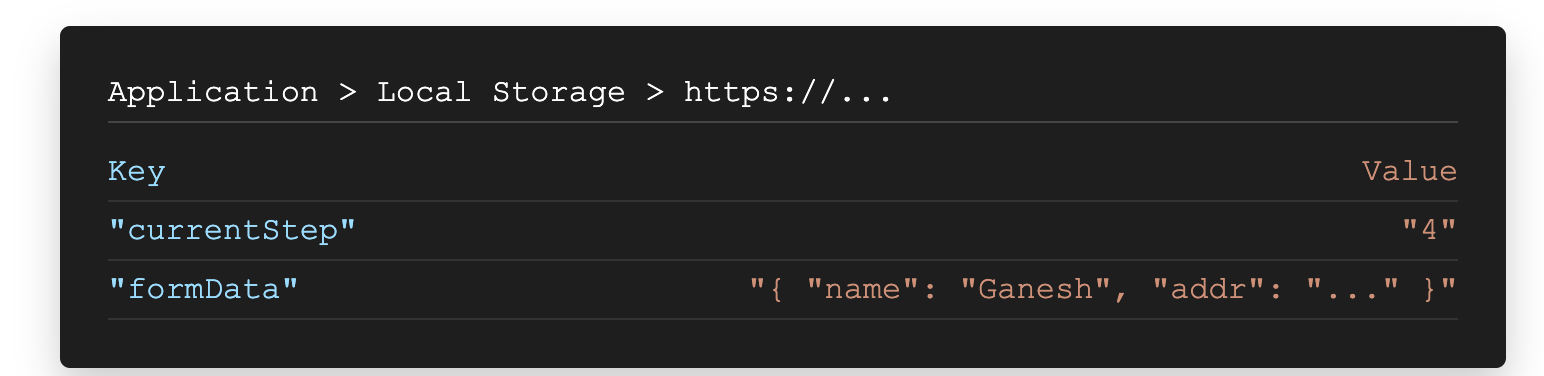 Application > Local Storage > https://...
Key Value
"currentStep" "4"
"formData" "{ "name": "Ganesh", "addr": "..." }"